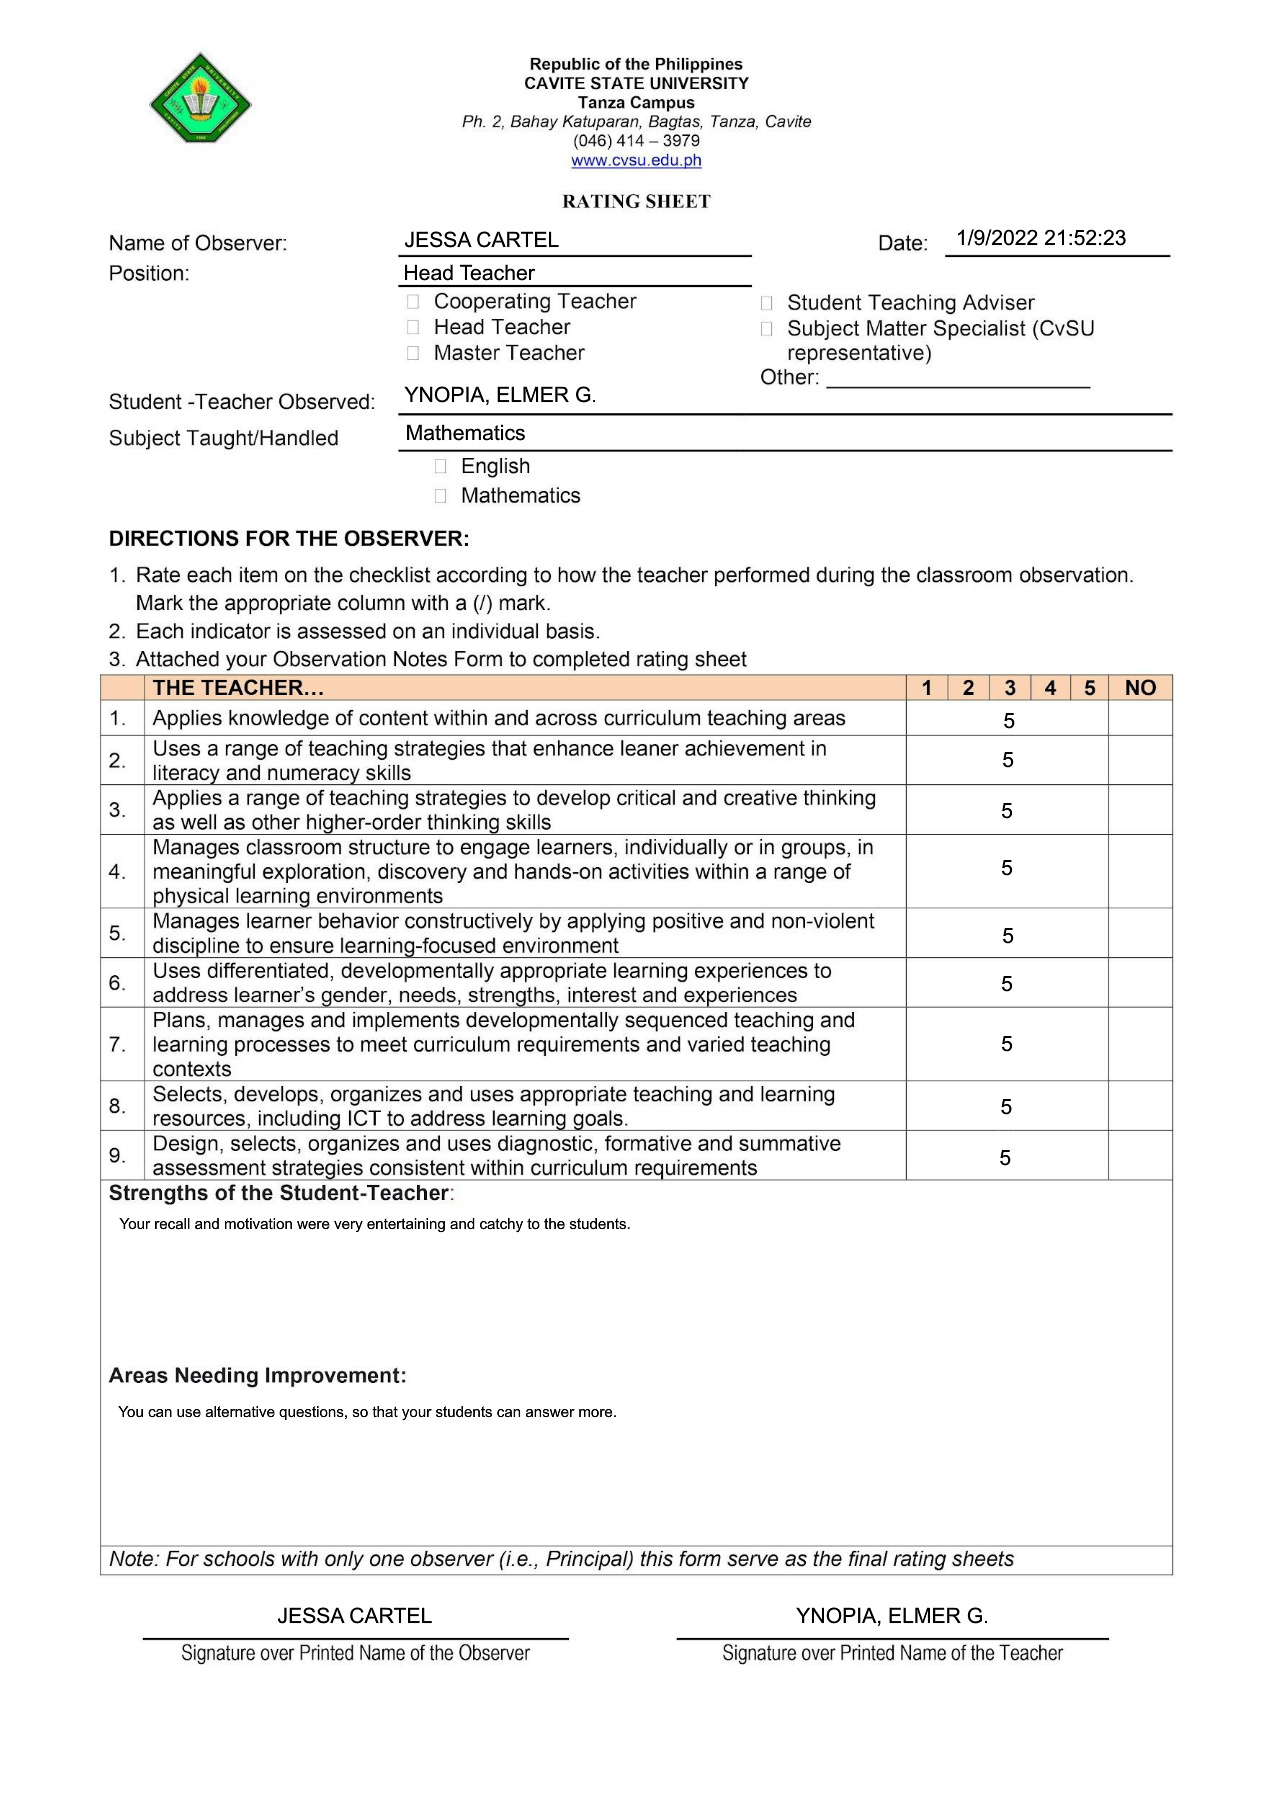 Republic of the Philippines
CAVITE STATE UNIVERSITY
Tanza Campus
Ph. 2, Bahay Katuparan, Bagtas, Tanza, Cavite
(046) 414 – 3979
www.cvsu.edu.ph
RATING SHEET
Name of Observer: JESSA CARTEL Date: 1/9/2022 21:52:23
Position: Head Teacher
☐ Cooperating Teacher ☐ Student Teaching Adviser
☐ Head Teacher ☐ Subject Matter Specialist (CvSU
☐ Master Teacher representative)
Other:
Student -Teacher Observed: YNOPIA, ELMER G.
Subject Taught/Handled Mathematics
☐ English
☐ Mathematics
DIRECTIONS FOR THE OBSERVER:
1. Rate each item on the checklist according to how the teacher performed during the classroom observation.
Mark the appropriate column with a (/) mark.
2. Each indicator is assessed on an individual basis.
3. Attached your Observation Notes Form to completed rating sheet
THE TEACHER… 1 2 3 4 5 NO
1. Applies knowledge of content within and across curriculum teaching areas 5
2. Uses a range of teaching strategies that enhance leaner achievement in
literacy and numeracy skills 5
3. Applies a range of teaching strategies to develop critical and creative thinking
as well as other higher-order thinking skills 5
4. Manages classroom structure to engage learners, individually or in groups, in
meaningful exploration, discovery and hands-on activities within a range of
physical learning environments 5
5. Manages learner behavior constructively by applying positive and non-violent
discipline to ensure learning-focused environment 5
6. Uses differentiated, developmentally appropriate learning experiences to
address learner’s gender, needs, strengths, interest and experiences 5
7. Plans, manages and implements developmentally sequenced teaching and
learning processes to meet curriculum requirements and varied teaching
contexts 5
8. Selects, develops, organizes and uses appropriate teaching and learning
resources, including ICT to address learning goals. 5
9. Design, selects, organizes and uses diagnostic, formative and summative
assessment strategies consistent within curriculum requirements 5
Strengths of the Student-Teacher:
Your recall and motivation were very entertaining and catchy to the students.
Areas Needing Improvement:
You can use alternative questions, so that your students can answer more.
Note: For schools with only one observer (i.e., Principal) this form serve as the final rating sheets
JESSA CARTEL YNOPIA, ELMER G.
Signature over Printed Name of the Observer Signature over Printed Name of the Teacher